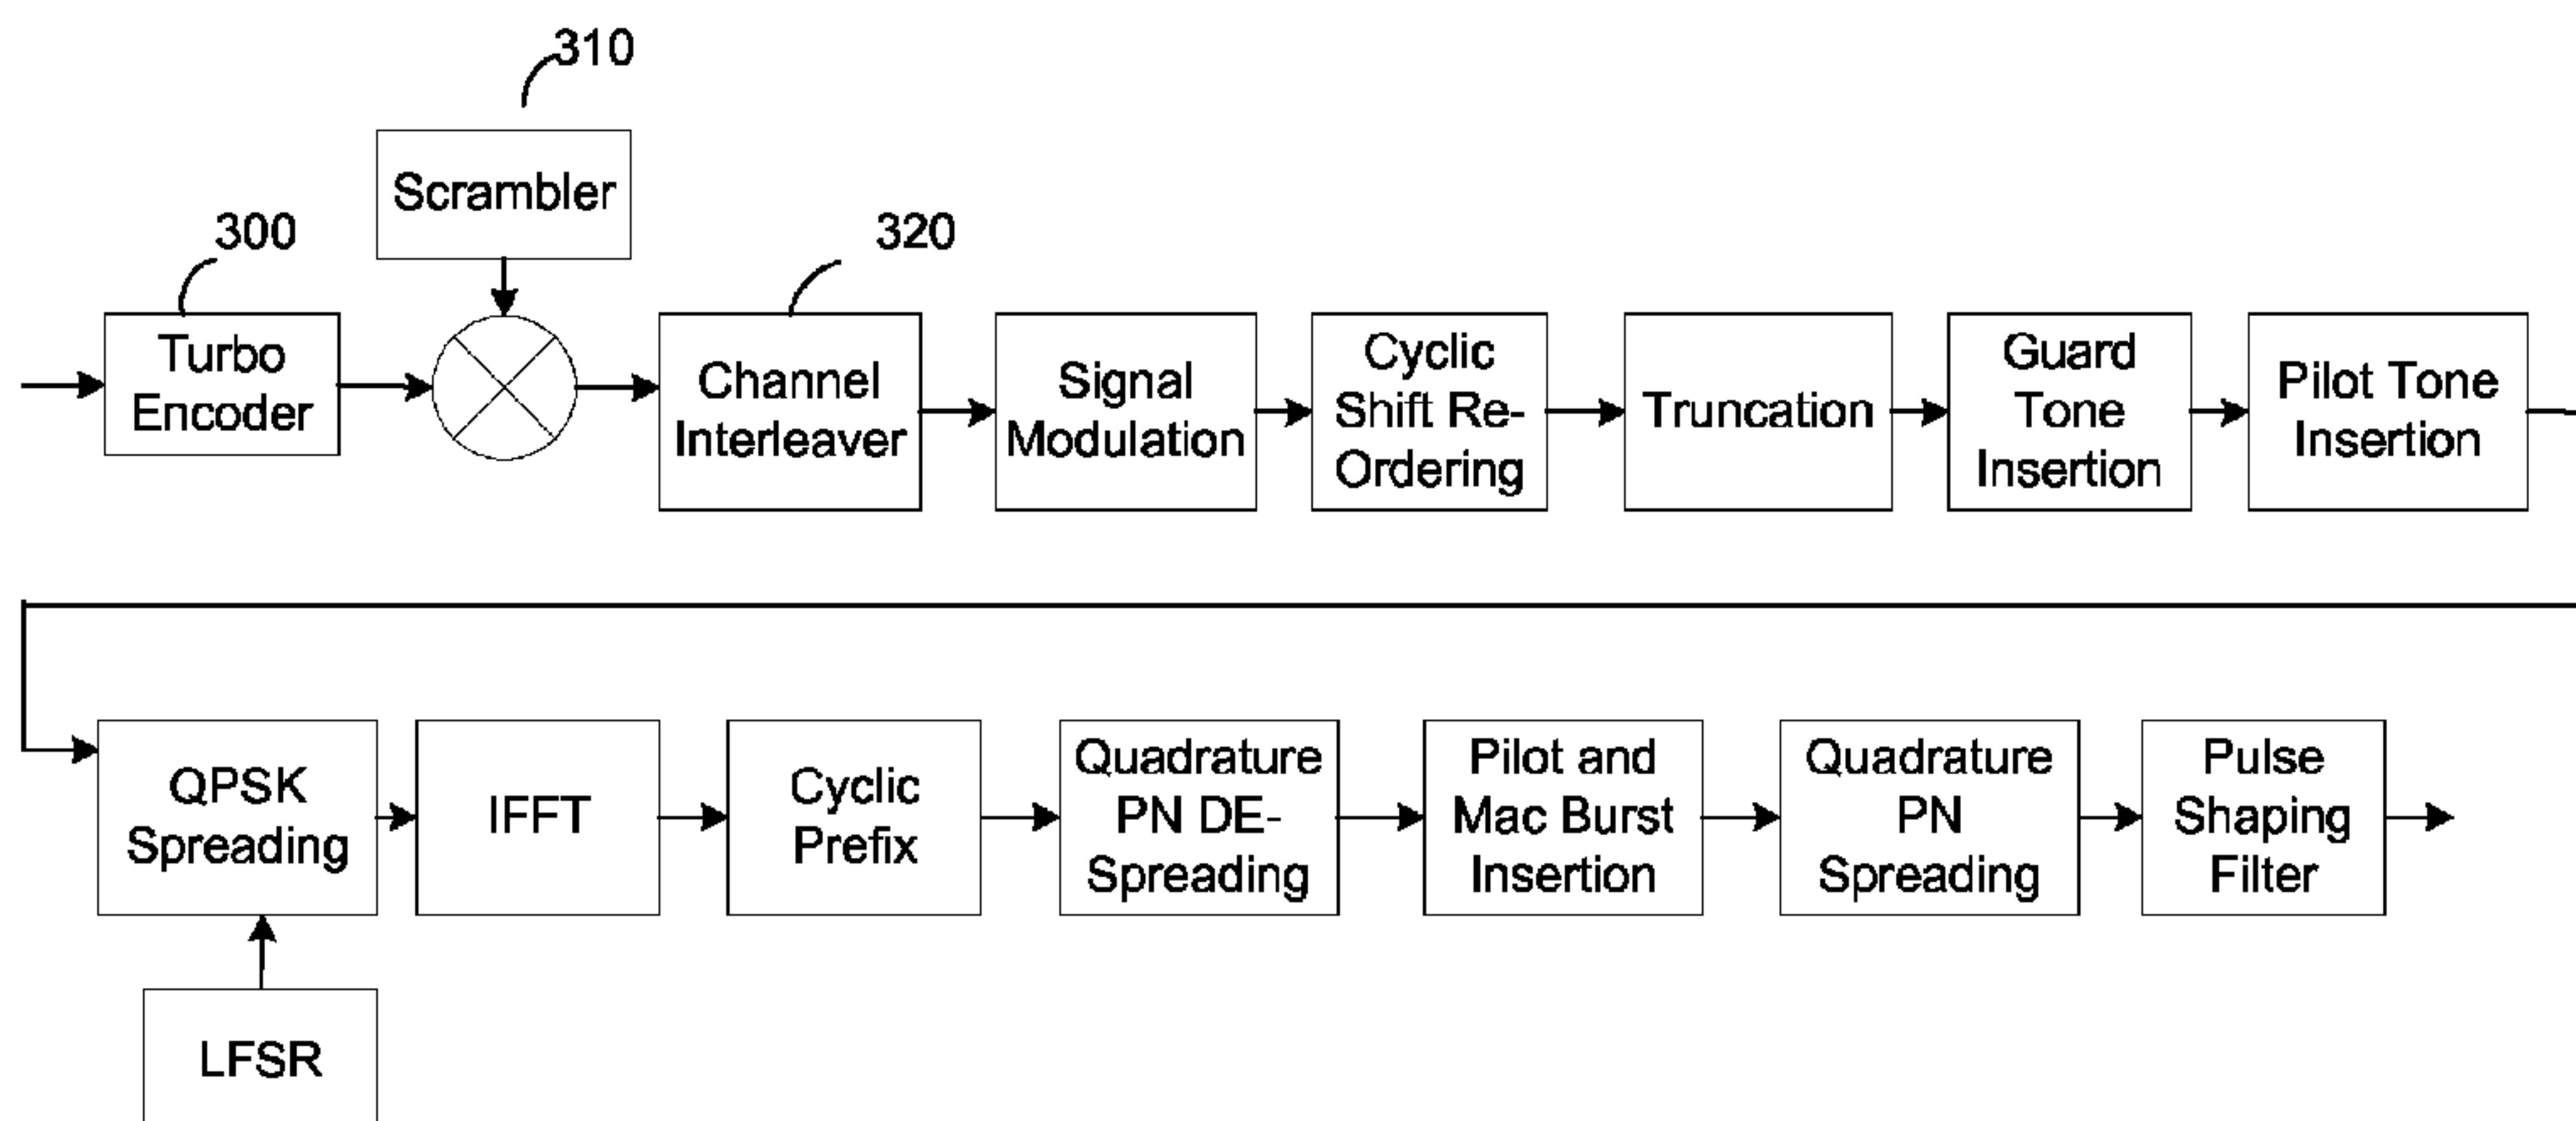 310
Scrambler
300
320
Turbo
Encoder
Channel
Interleaver
Signal
Modulation
Cyclic
Shift Re-
Ordering
Truncation
Guard
Tone
Insertion
Pilot Tone
Insertion
QPSK
Spreading
IFFT
Cyclic
Prefix
Quadrature
PN DE-
Spreading
Pilot and
Mac Burst
Insertion
Quadrature
PN
Spreading
Pulse
Shaping
Filter
LFSR